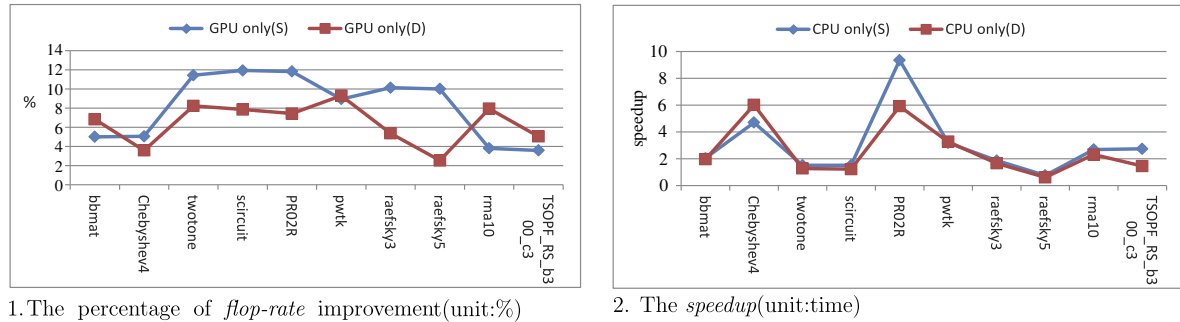 GPU only(S) GPU only(D)
14
12
10
8
6
4
2
0
%
bbmat
Chebyshev4
twotone
scircuit
PR02R
pwtk
raefsky3
raefsky5
rma10
TSOPF_RS_b3
00_c3
1.The percentage of flop-rate improvement(unit:%)
CPU only(S) CPU only(D)
10
8
6
4
2
0
speedup
bbmat
Chebyshev4
twotone
scircuit
PR02R
pwtk
raefsky3
raefsky5
rma10
TSOPF_RS_b3
00_c3
2. The speedup(unit:time)